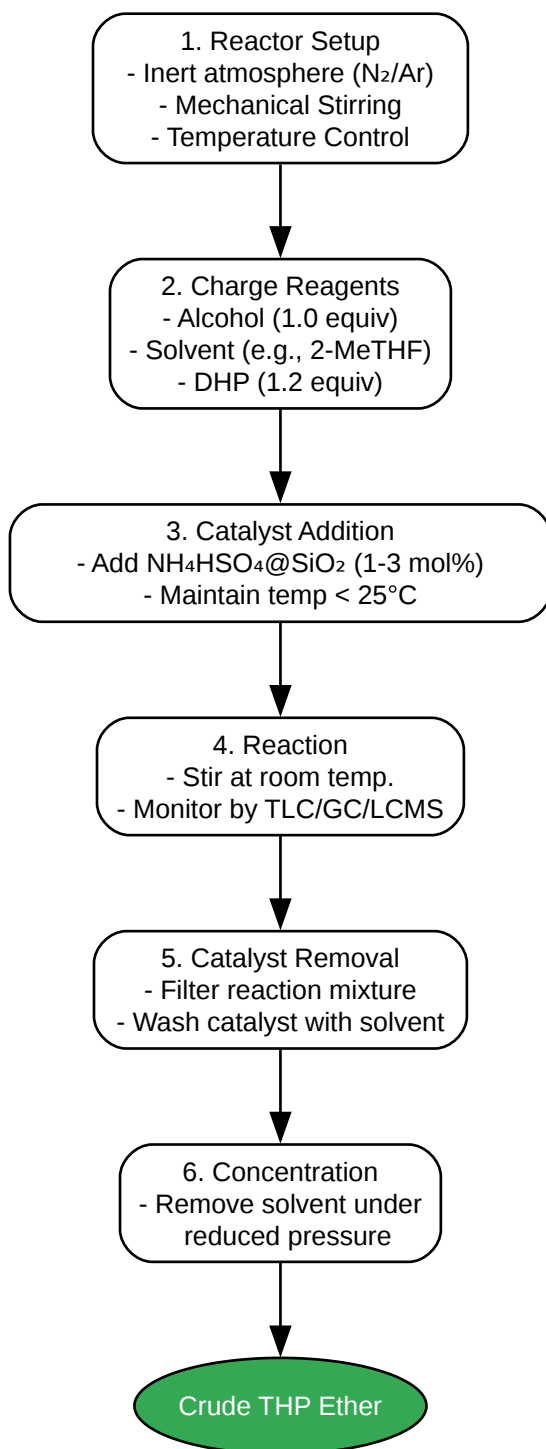 1. Reactor Setup
- Inert atmosphere (N₂/Ar)
- Mechanical Stirring
- Temperature Control
2. Charge Reagents
- Alcohol (1.0 equiv)
- Solvent (e.g., 2-MeTHF)
- DHP (1.2 equiv)
3. Catalyst Addition
- Add NH₄HSO₄@SiO₂ (1-3 mol%)
- Maintain temp < 25°C
4. Reaction
- Stir at room temp.
- Monitor by TLC/GC/LCMS
5. Catalyst Removal
- Filter reaction mixture
- Wash catalyst with solvent
6. Concentration
- Remove solvent under
reduced pressure
Crude THP Ether